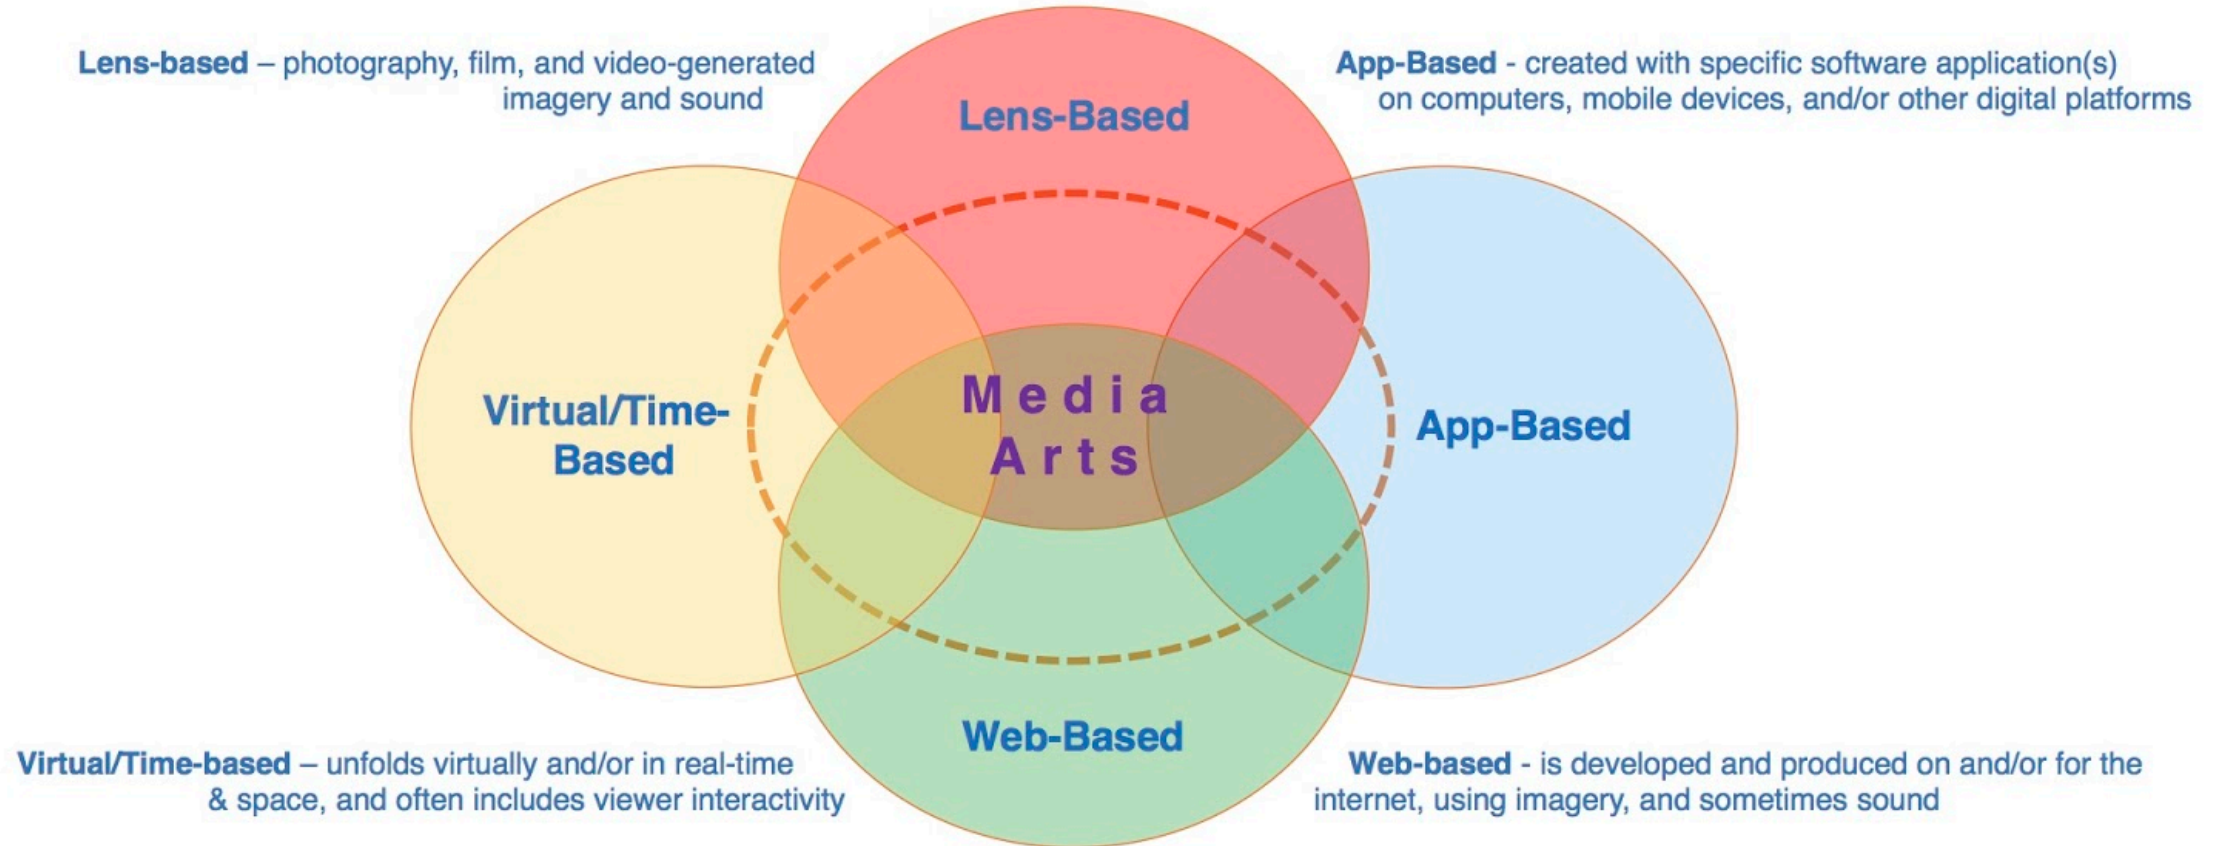 Lens-based – photography, film, and video-generated
imagery and sound
App-Based - created with specific software application(s)
on computers, mobile devices, and/or other digital platforms
Lens-Based
Virtual/Time-
Based
Media
Arts
App-Based
Web-Based
Virtual/Time-based – unfolds virtually and/or in real-time
& space, and often includes viewer interactivity
Web-based - is developed and produced on and/or for the
internet, using imagery, and sometimes sound